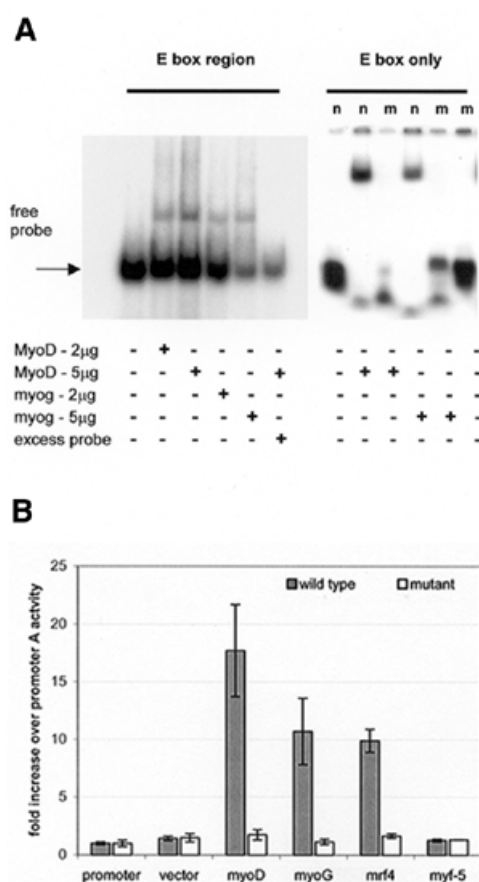 A
E box region E box only
n n m n m m
free
probe
MyoD - 2µg - + - - - - - - - - - -
MyoD - 5µg - - + - - + - + + - - -
myog - 2µg - - - + - - - - - - - -
myog - 5µg - - - - + - - - - + + -
excess probe - - - - - + - - - - - -
B
25
20
15
10
5
0
fold increase over promoter A actvity
wild type mutant
promoter vector myoD myoG mrf4 myf-5